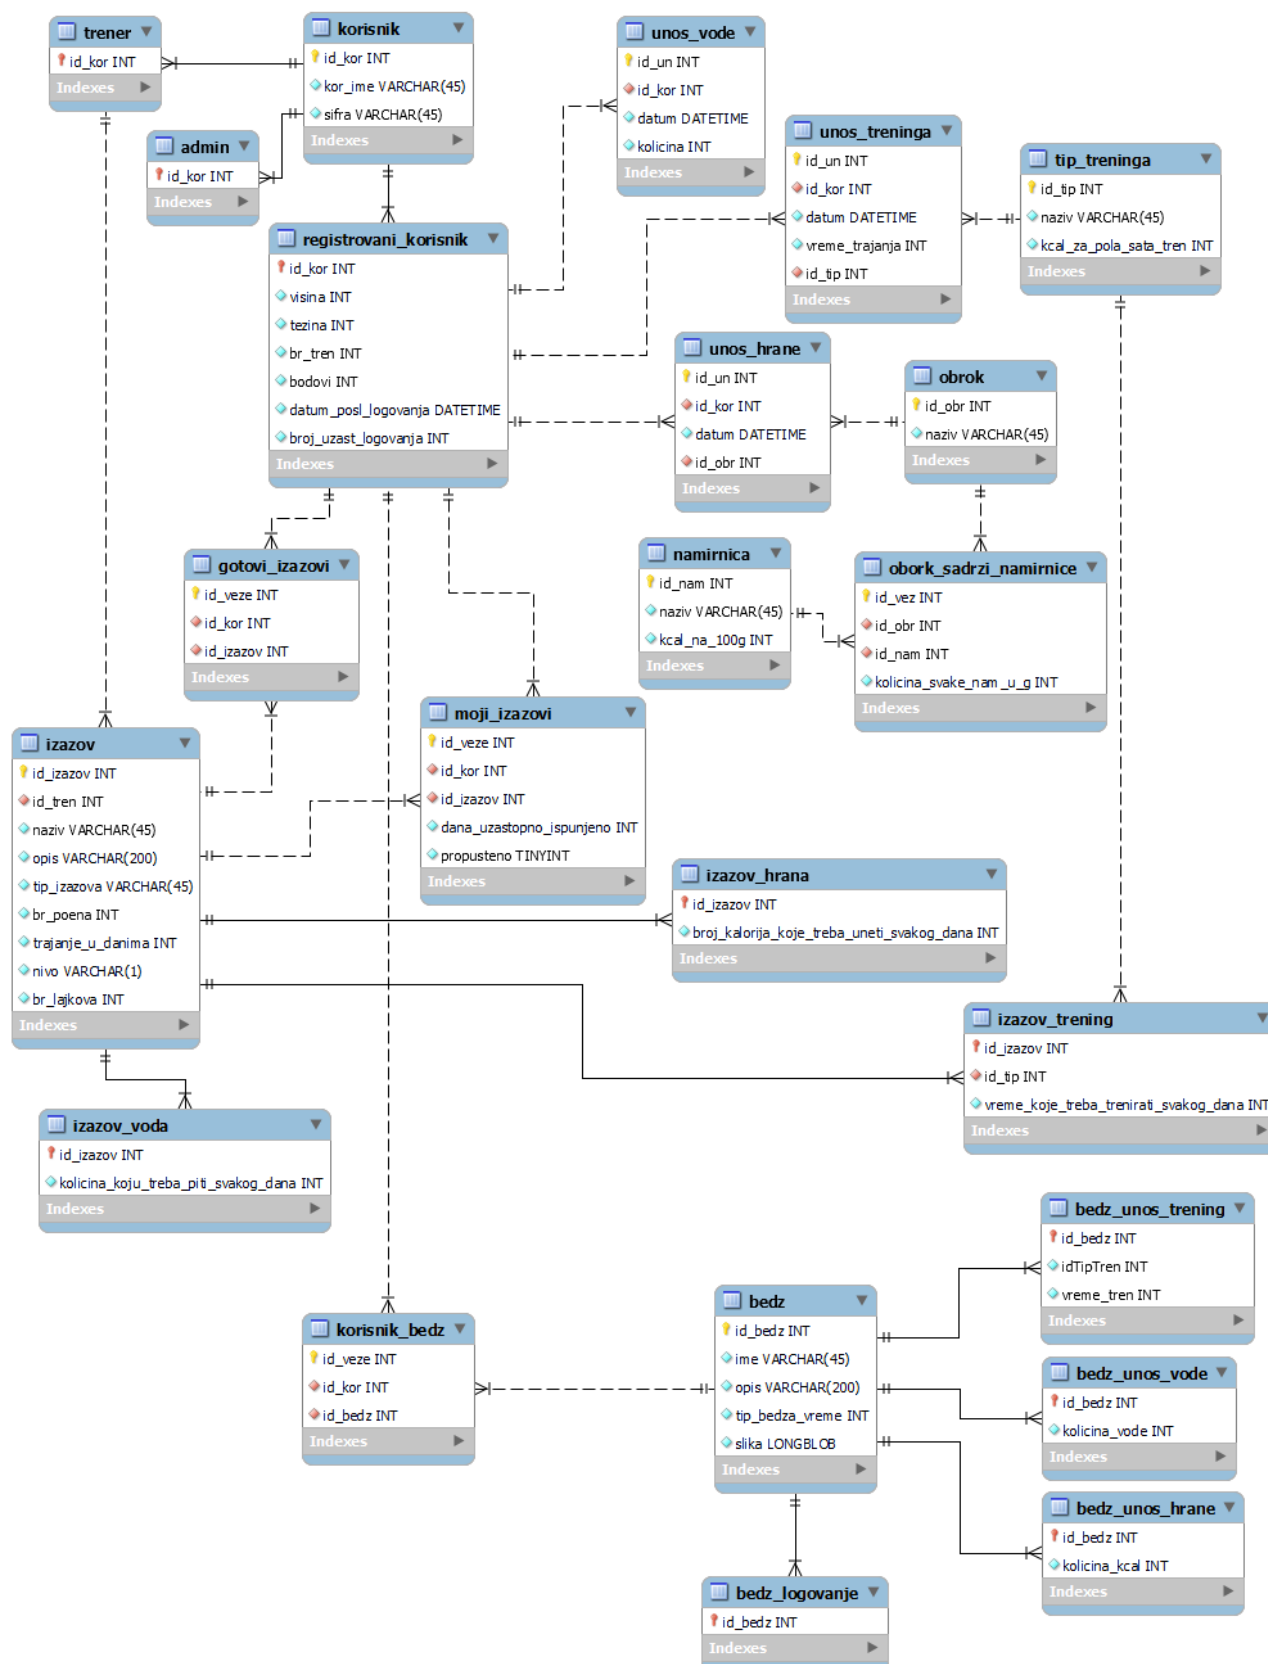 trener
id_kor INT
Indexes
korisnik
id_kor INT
kor_ime VARCHAR(45)
sifra VARCHAR(45)
Indexes
admin
id_kor INT
Indexes
unos_vode
id_un INT
id_kor INT
datum DATETIME
kolicina INT
Indexes
unos_treninga
id_un INT
id_kor INT
datum DATETIME
vreme_trajanja INT
id_tip INT
Indexes
tip_treninga
id_tip INT
naziv VARCHAR(45)
kcal_za_pola_sata_tren INT
Indexes
registrovani_korisnik
id_kor INT
visina INT
tezina INT
br_tren INT
bodovi INT
datum_posl_logovanja DATETIME
broj_uzast_logovanja INT
Indexes
unos_hrane
id_un INT
id_kor INT
datum DATETIME
id_obr INT
Indexes
obrok
id_obr INT
naziv VARCHAR(45)
Indexes
gotovi_izazovi
id_veze INT
id_kor INT
id_izazov INT
Indexes
namirnica
id_nam INT
naziv VARCHAR(45)
kcal_na_100g INT
Indexes
obork_sadrzi_namirnice
id_vez INT
id_obr INT
id_nam INT
kolicina_svake_nam_u_g INT
Indexes
izazov
id_izazov INT
id_tren INT
naziv VARCHAR(45)
opis VARCHAR(200)
tip_izazova VARCHAR(45)
br_poena INT
trajanje_u_danima INT
nivo VARCHAR(1)
br_lajkova INT
Indexes
moji_izazovi
id_veze INT
id_kor INT
id_izazov INT
dana_uzastopno_ispunjeno INT
propusteno TINYINT
Indexes
izazov_hrana
id_izazov INT
broj_kalorija_koje_treba_uneti_svakog_dana INT
Indexes
izazov_trening
id_izazov INT
id_tip INT
vreme_koje_treba_trenirati_svakog_dana INT
Indexes
izazov_voda
id_izazov INT
kolicina_koju_treba_piti_svakog_dana INT
Indexes
korisnik_bedz
id_veze INT
id_kor INT
id_bedz INT
Indexes
bedz
id_bedz INT
ime VARCHAR(45)
opis VARCHAR(200)
tip_bedza_vreme INT
slika LONGBLOB
Indexes
bedz_unos_trening
id_bedz INT
idTipTren INT
vreme_tren INT
Indexes
bedz_unos_vode
id_bedz INT
kolicina_vode INT
Indexes
bedz_unos_hrane
id_bedz INT
kolicina_kcal INT
Indexes
bedz_logovanje
id_bedz INT
Indexes